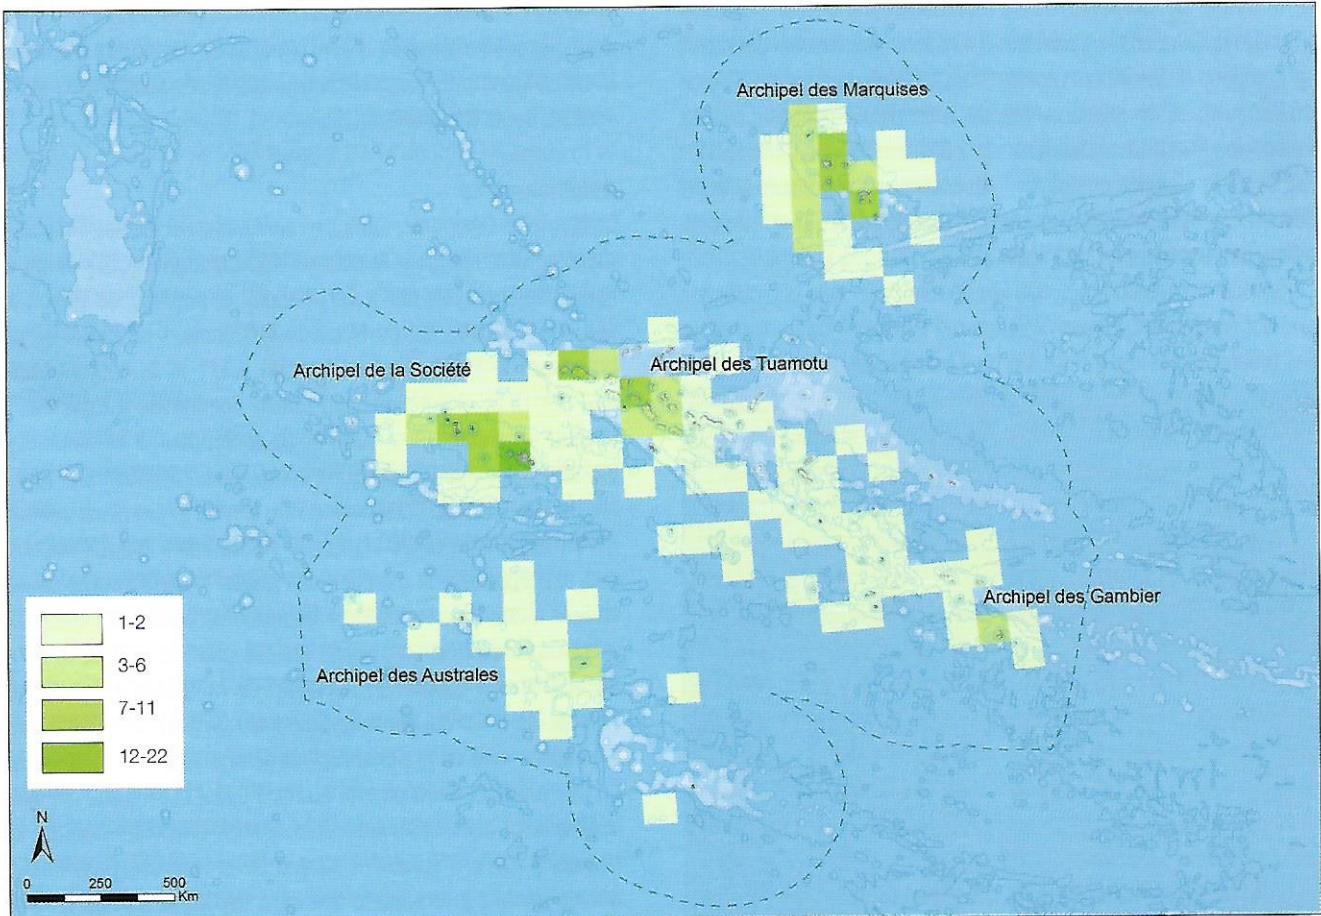 Archipel des Marquises
Archipel de la Société
Archipel des Tuamotu
Archipel des Gambier
Archipel des Australes
1-2
3-6
7-11
12-22
N
0 250 500
Km